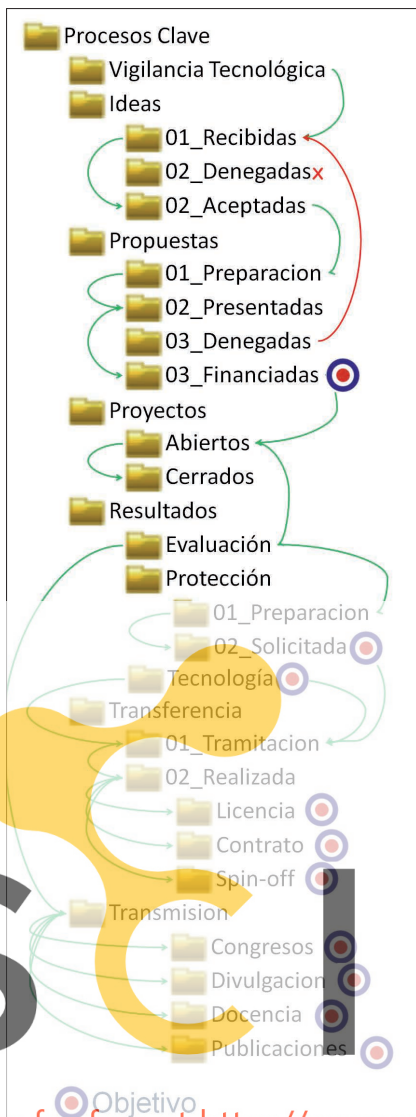 Procesos Clave
Vigilancia Tecnológica
Ideas
01_Recibidas
02_Denegadas x
02_Aceptadas
Propuestas
01_Preparacion
02_Presentadas
03_Denegadas
03_Financiadas
Proyectos
Abiertos
Cerrados
Resultados
Evaluación
Protección
01_Preparacion
02_Solicitada
Tecnología
Transferencia
01_Tramitacion
02_Realizada
Licencia
Contrato
Spin-off
Transmision
Congresos
Divulgacion
Docencia
Publicaciones
Objetivo